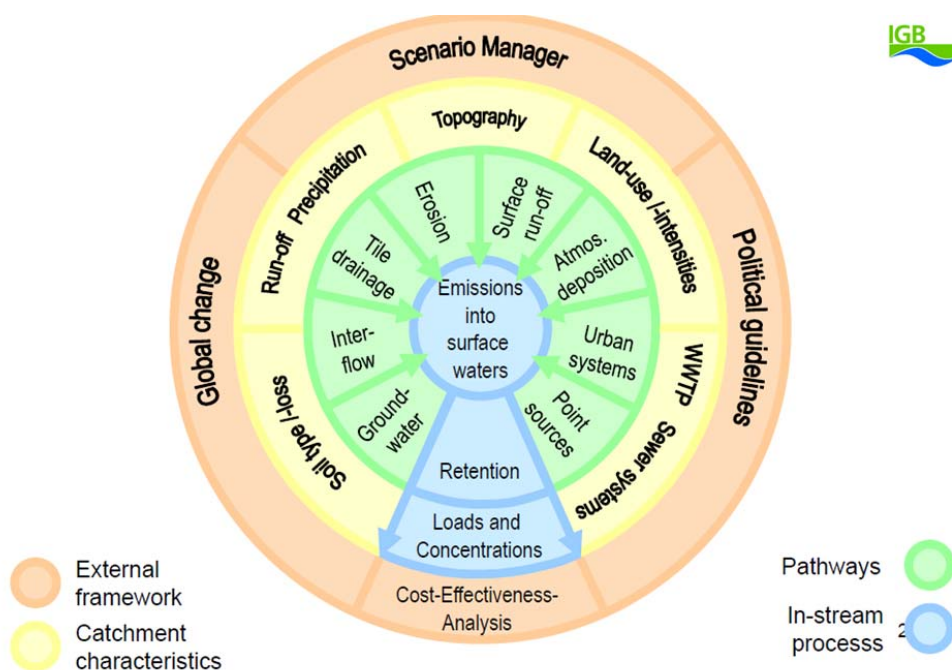 IGB
Scenario Manager
Global change
Political guidelines
Topography
Run-off Precipitation
Land-use /-intensities
Soil type /-loss
WWTP Sewer systems
Erosion
Surface
run-off
Tile
drainage
Atmos.
deposition
Inter-
flow
Urban
systems
Ground-
water
Point
sources
Emissions
into
surface
waters
Retention
Loads and
Concentrations
Cost-Effectiveness-
Analysis
External
framework
Catchment
characteristics
Pathways
In-stream
processs
2